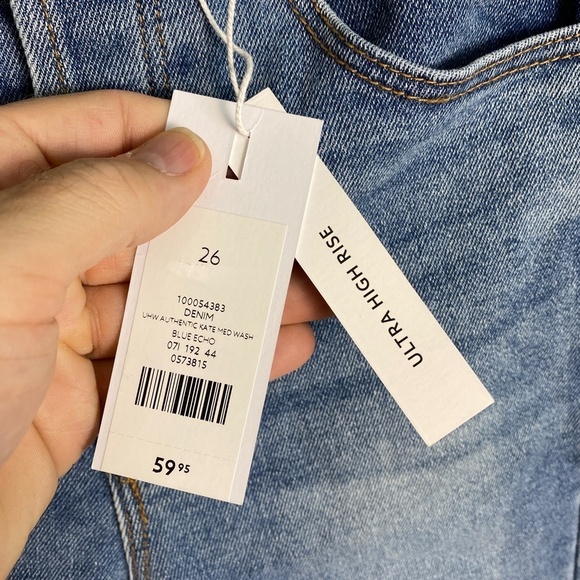 26
100054383
DENIM
UHW AUTHENTIC KATE MED WASH
BLUE ECHO
071 192 44
0573815
59 95
ULTRA HIGH RISE